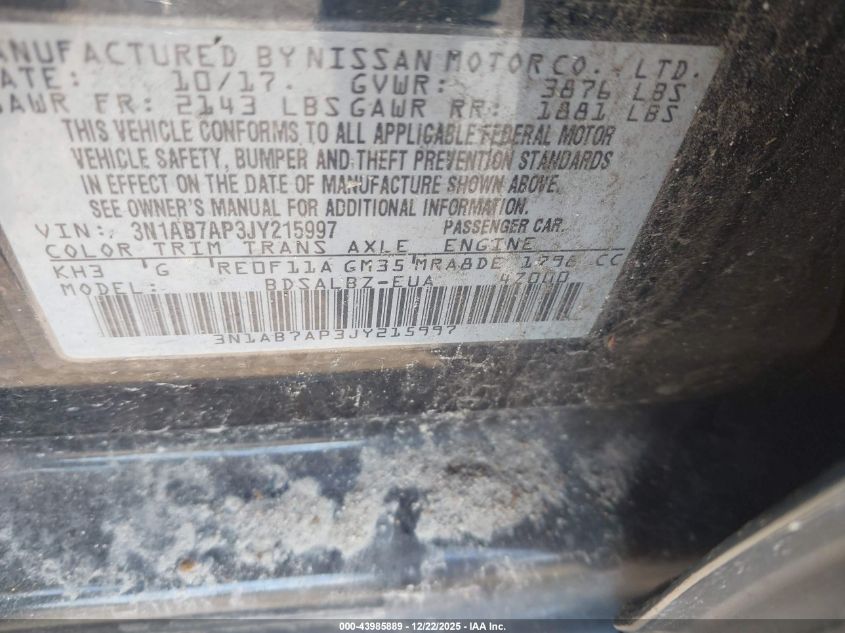 MANUFACTURED BY NISSAN MOTOR CO., LTD.
DATE: 10/17. GVWR: 3876 LBS
GAWR FR: 2143 LBS GAWR RR: 1881 LBS
THIS VEHICLE CONFORMS TO ALL APPLICABLE FEDERAL MOTOR
VEHICLE SAFETY, BUMPER AND THEFT PREVENTION STANDARDS
IN EFFECT ON THE DATE OF MANUFACTURE SHOWN ABOVE.
SEE OWNER'S MANUAL FOR ADDITIONAL INFORMATION.
VIN: 3N1AB7AP3JY215997 PASSENGER CAR
COLOR TRIM TRANS AXLE ENGINE
KH3 G RE0F11A GM35 MRA8DE 1798 CC
MODEL: BDSALBZ-EUA 47040
3N1AB7AP3JY215997
000-43985889 | 12/22/2025 - IAA Inc.